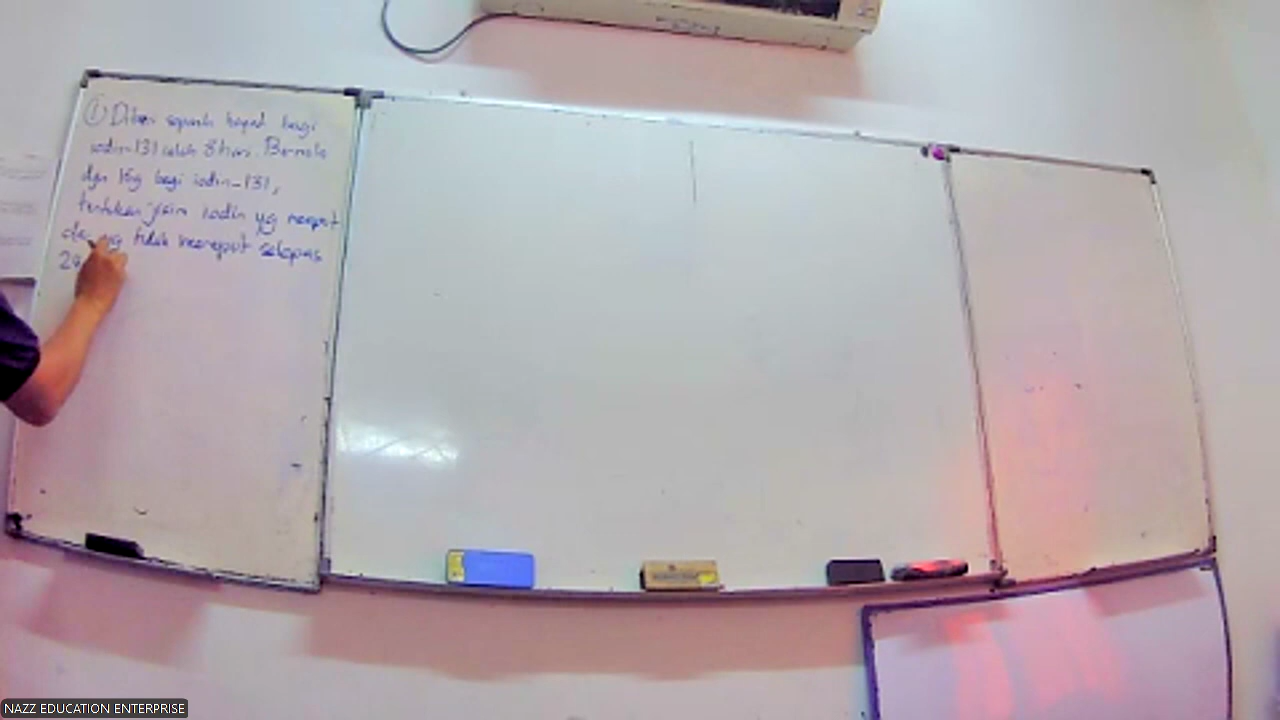 ① Diberi separuh hayat bagi
iodin-131 ialah 8 hari. Bermula
dgn 16g bagi iodin-131,
tentukan jisim iodin yg mereput
dan yg tidak mereput selepas
24
NAZZ EDUCATION ENTERPRISE